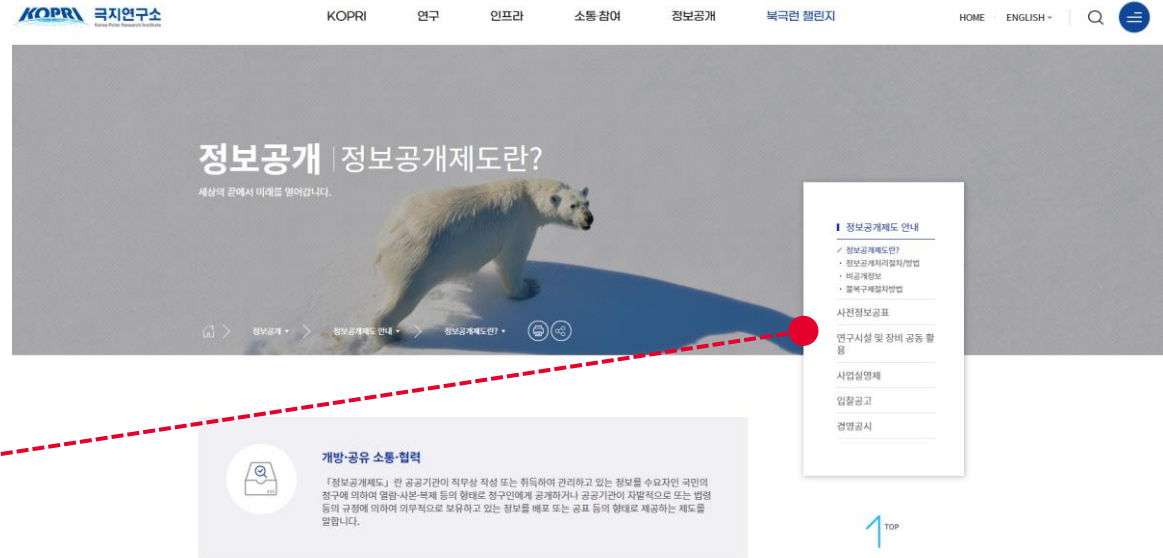 KOPRI 극지연구소
Korea Polar Research Institute
KOPRI 연구 인프라 소통·참여 정보공개 북극런 챌린지
HOME ENGLISH
정보공개 정보공개제도란?
세상의 끝에서 미래를 열어갑니다.
정보공개제도 안내
정보공개제도란?
정보공개처리절차/방법
비공개정보
불복구제절차방법
사전정보공표
연구시설 및 장비 공동 활
용
사업실명제
입찰공고
경영공시
정보공개 정보공개제도 안내 정보공개제도란?
개방·공유 소통·협력
「정보공개제도」란 공공기관이 직무상 작성 또는 취득하여 관리하고 있는 정보를 수요자인 국민의
청구에 의하여 열람·사본·복제 등의 형태로 청구인에게 공개하거나 공공기관이 자발적으로 또는 법령
등의 규정에 의하여 의무적으로 보유하고 있는 정보를 배포 또는 공표 등의 형태로 제공하는 제도를
말합니다.
TOP